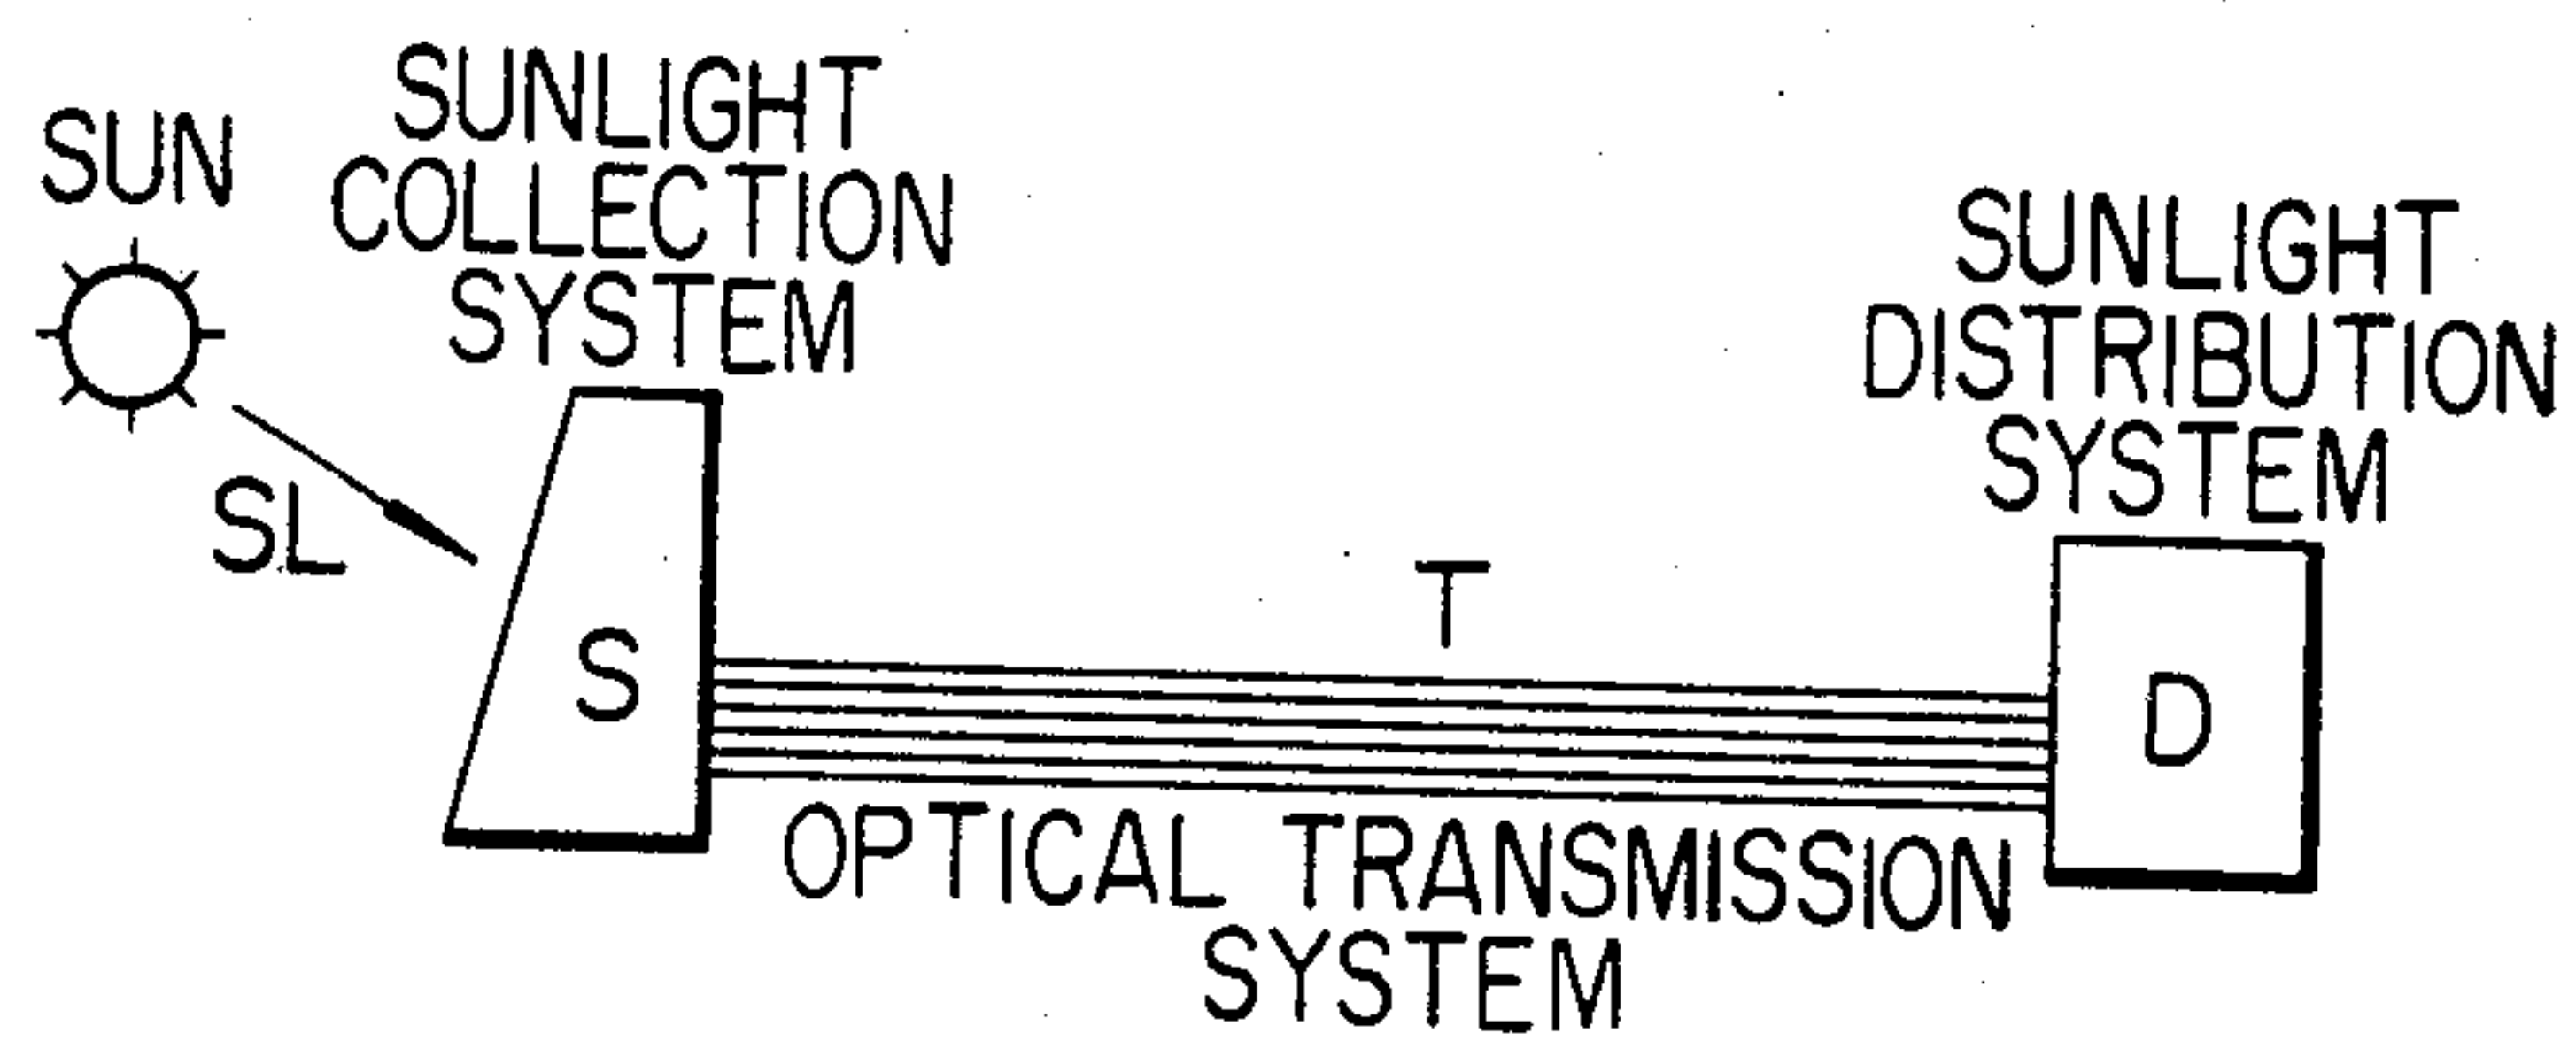 SUN
SUNLIGHT
COLLECTION
SYSTEM
SL
S
T
OPTICAL TRANSMISSION
SYSTEM
SUNLIGHT
DISTRIBUTION
SYSTEM
D